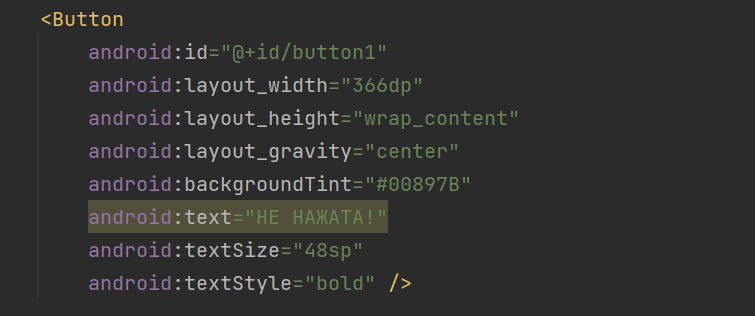 <Button
android:id="@+id/button1"
android:layout_width="366dp"
android:layout_height="wrap_content"
android:layout_gravity="center"
android:backgroundTint="#00897B"
android:text="НЕ НАЖАТА!"
android:textSize="48sp"
android:textStyle="bold" />